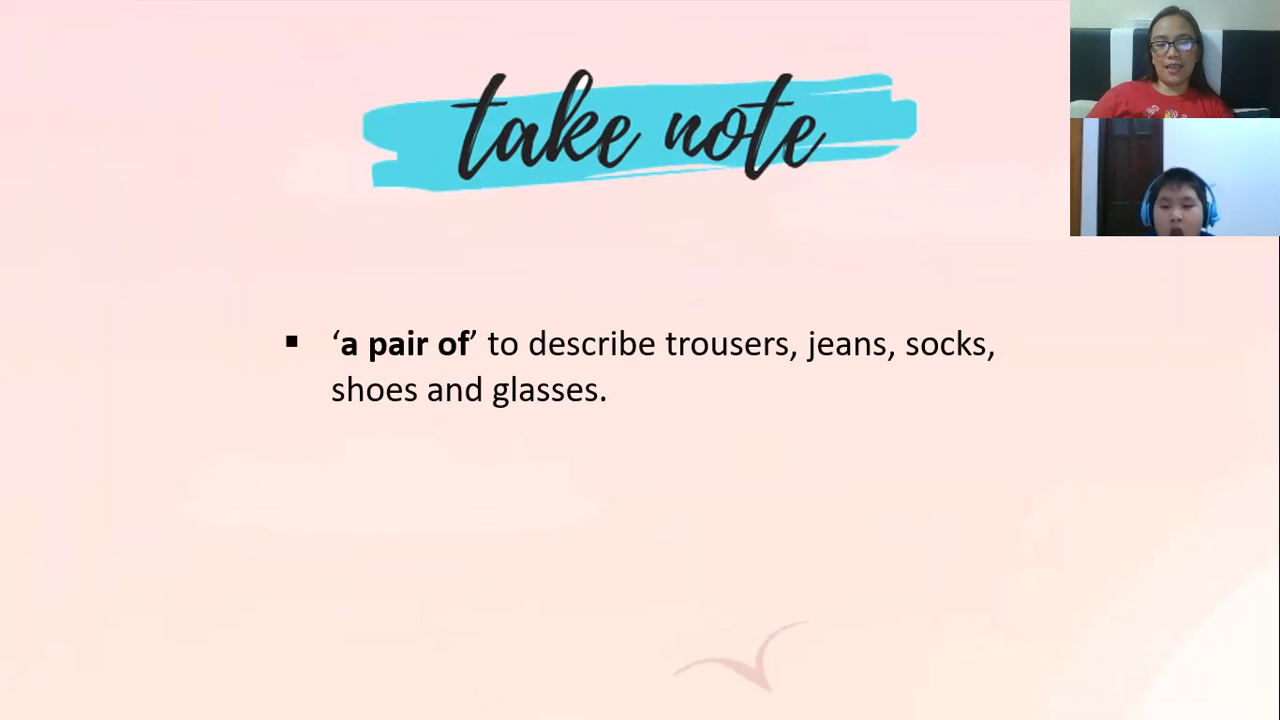 take note
▪ ‘a pair of’ to describe trousers, jeans, socks,
shoes and glasses.